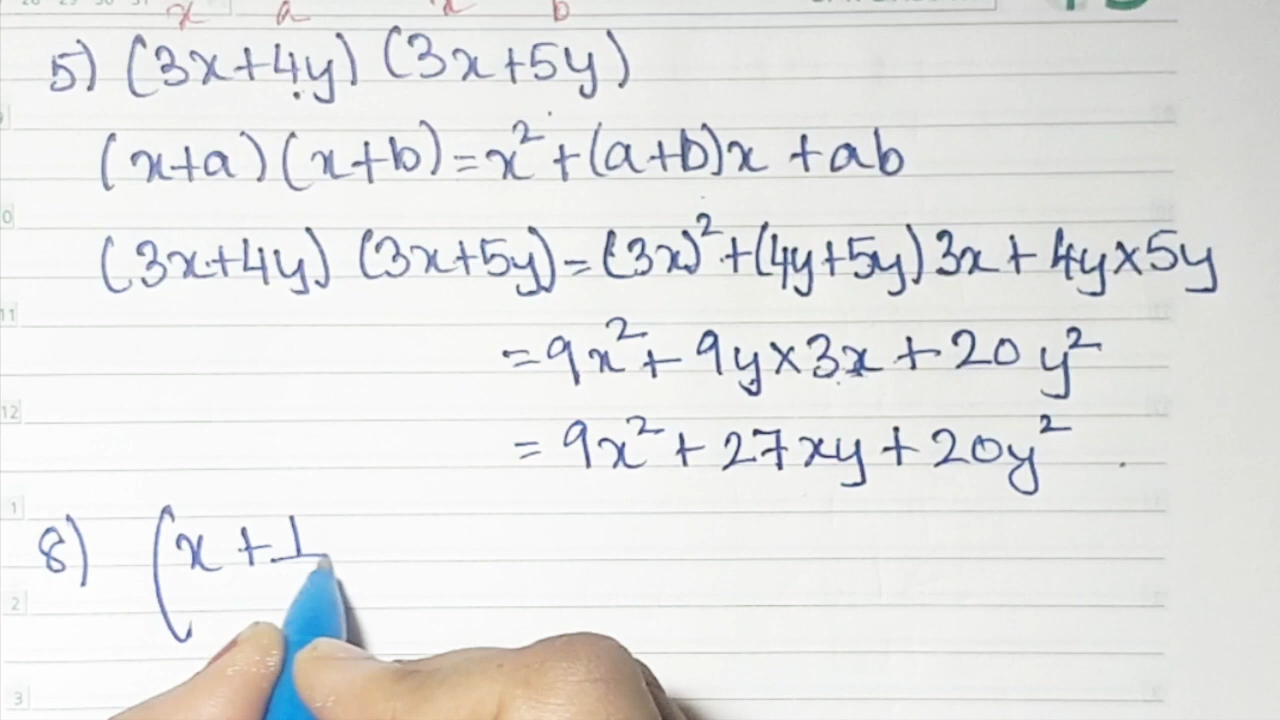 x a x b
5) (3x+4y) (3x+5y)
(x+a) (x+b) = x² + (a+b)x + ab
(3x+4y) (3x+5y) = (3x)² + (4y+5y) 3x + 4y×5y
= 9x² + 9y×3x + 20y²
= 9x² + 27xy + 20y²
8) (x + 1